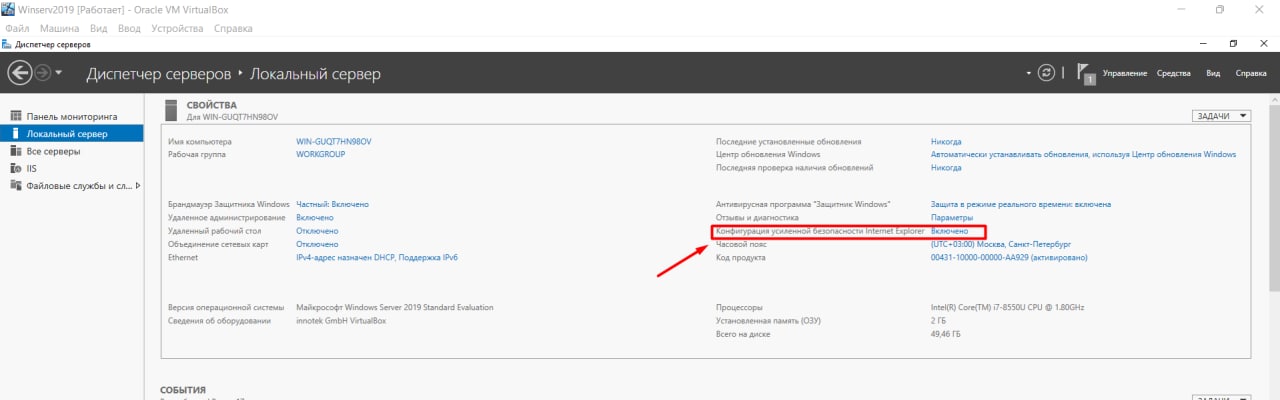 Winserv2019 [Работает] - Oracle VM VirtualBox
Файл Машина Вид Ввод Устройства Справка
Диспетчер серверов
Диспетчер серверов ‣ Локальный сервер
1 Управление Средства Вид Справка
Панель мониторинга
Локальный сервер
Все серверы
IIS
Файловые службы и сл...
СВОЙСТВА
Для WIN-GUQT7HN98OV
ЗАДАЧИ
Имя компьютера WIN-GUQT7HN98OV
Рабочая группа WORKGROUP
Последние установленные обновления Никогда
Центр обновления Windows Автоматически устанавливать обновления, используя Центр обновления Windows
Последняя проверка наличия обновлений Никогда
Брандмауэр Защитника Windows Частный: Включено
Удаленное администрирование Включено
Удаленный рабочий стол Отключено
Объединение сетевых карт Отключено
Ethernet IPv4-адрес назначен DHCP, Поддержка IPv6
Антивирусная программа "Защитник Windows" Защита в режиме реального времени: включена
Отзывы и диагностика Параметры
Конфигурация усиленной безопасности Internet Explorer Включено
Часовой пояс (UTC+03:00) Москва, Санкт-Петербург
Код продукта 00431-10000-00000-AA929 (активировано)
Версия операционной системы Майкрософт Windows Server 2019 Standard Evaluation
Сведения об оборудовании innotek GmbH VirtualBox
Процессоры Intel(R) Core(TM) i7-8550U CPU @ 1.80GHz
Установленная память (ОЗУ) 2 ГБ
Всего на диске 49,46 ГБ
СОБЫТИЯ
ЗАДАЧИ